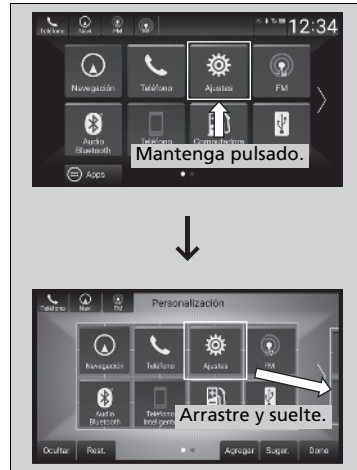 Teléfono Navi FM
12:34
Navegación Teléfono Ajustes FM
Audio Bluetooth Teléfono Computadora
Mantenga pulsado.
Apps
Teléfono Navi FM Personalización
Navegación Teléfono Ajustes FM
Audio Bluetooth Teléfono Inteligente
Arrastre y suelte.
Ocultar Rest. Agregar Suger. Done